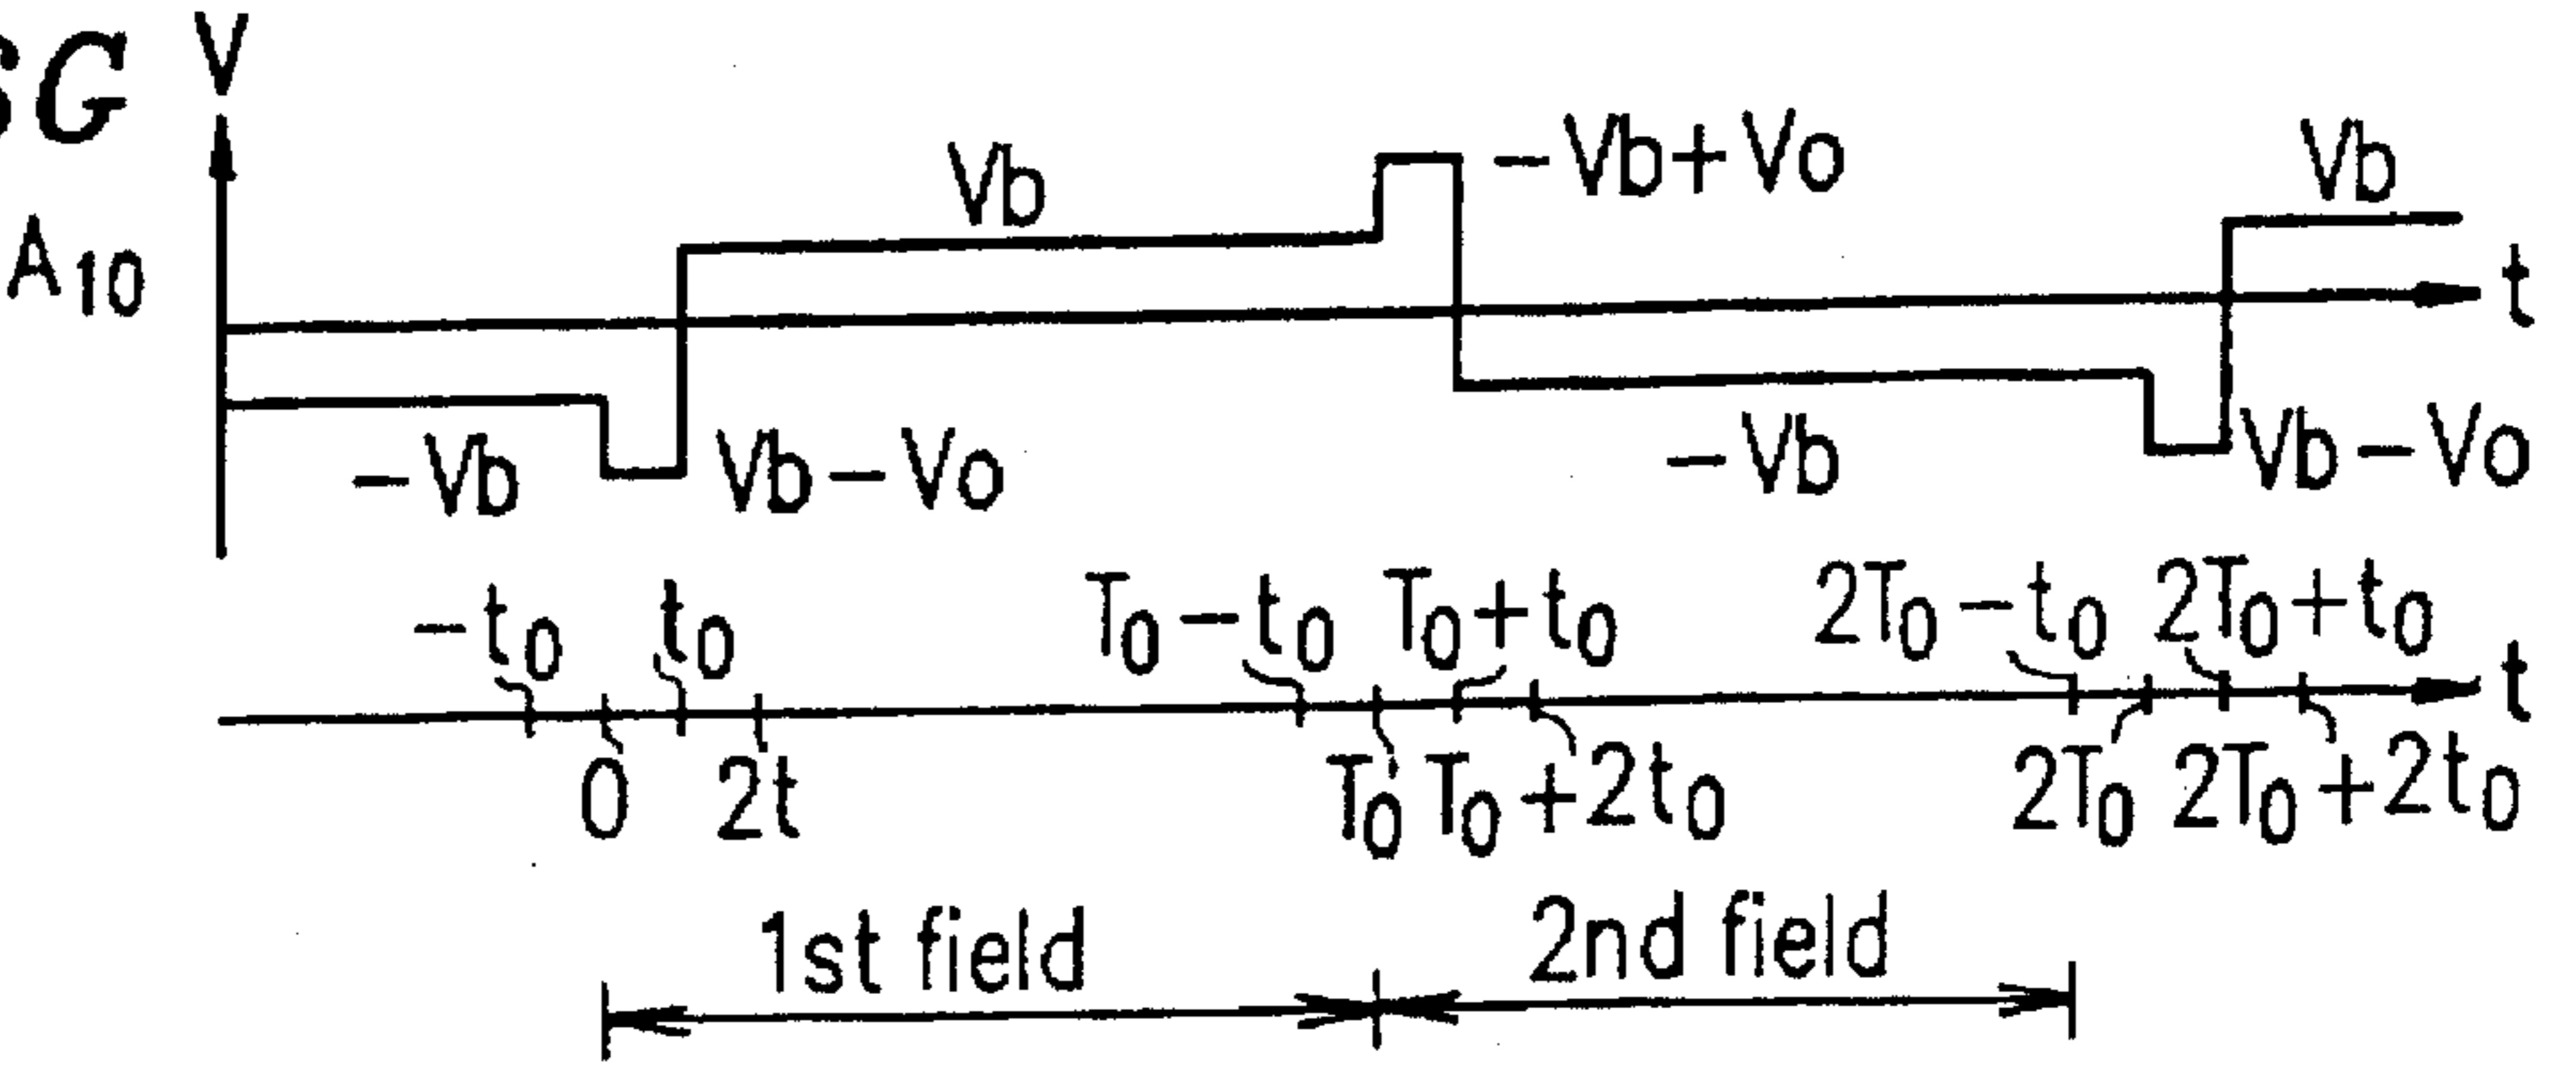 G
V
A10
Vb
-Vb+Vo
Vb
t
-Vb
Vb-Vo
-Vb
Vb-Vo
-t0
t0
T0-t0
T0+t0
2T0-t0
2T0+t0
t
0
2t
T0
T0+2t0
2T0
2T0+2t0
1st field
2nd field